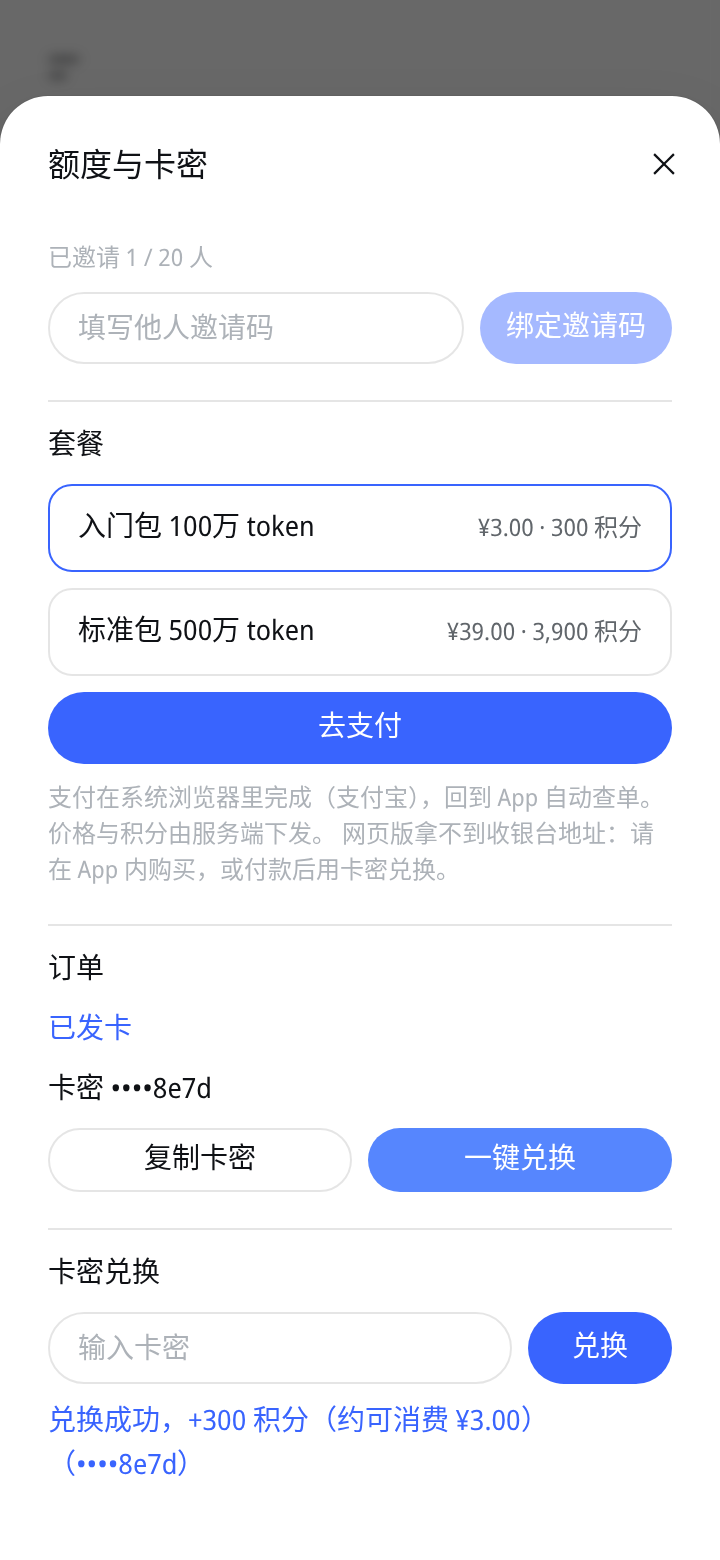 额度与卡密
已邀请 1 / 20 人
填写他人邀请码
绑定邀请码
套餐
入门包 100万 token
¥3.00 · 300 积分
标准包 500万 token
¥39.00 · 3,900 积分
去支付
支付在系统浏览器里完成（支付宝），回到 App 自动查单。
价格与积分由服务端下发。 网页版拿不到收银台地址：请
在 App 内购买，或付款后用卡密兑换。
订单
已发卡
卡密 ••••8e7d
复制卡密
一键兑换
卡密兑换
输入卡密
兑换
兑换成功，+300 积分（约可消费 ¥3.00）
（••••8e7d）